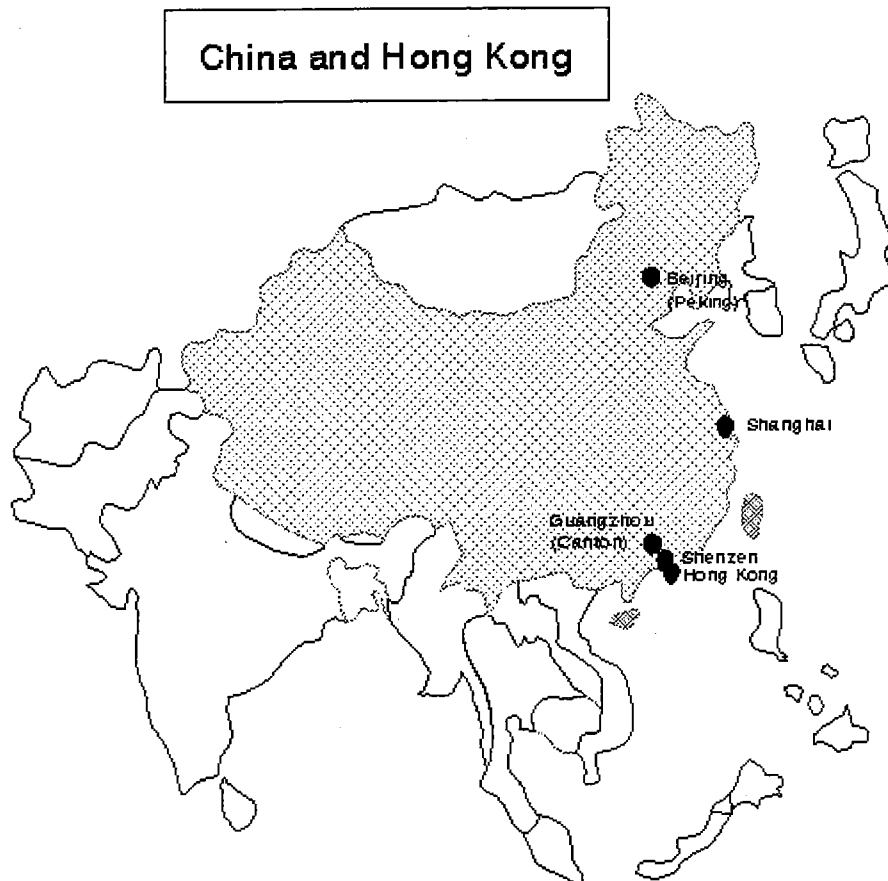 China and Hong Kong
Beijing
(Peking)
Shanghai
Guangzhou
(Canton)
Shenzen
Hong Kong